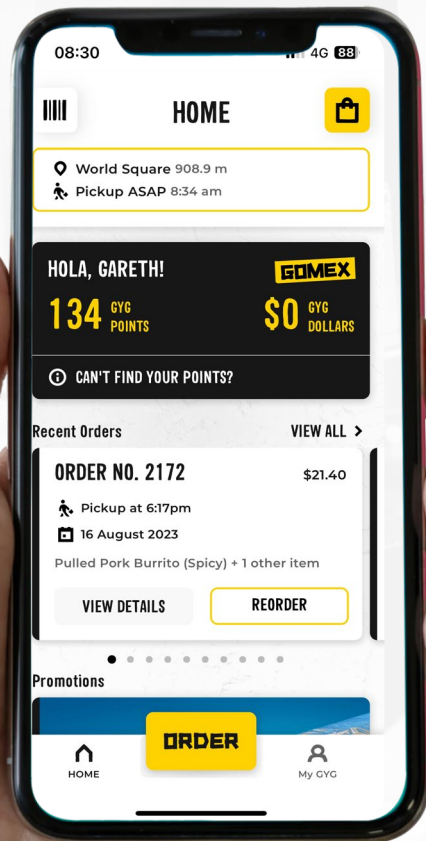 08:30
4G 88
HOME
World Square 908.9 m
Pickup ASAP 8:34 am
HOLA, GARETH!
GOMEX
134 GYG POINTS
$0 GYG DOLLARS
CAN'T FIND YOUR POINTS?
Recent Orders
VIEW ALL
ORDER NO. 2172
$21.40
Pickup at 6:17pm
16 August 2023
Pulled Pork Burrito (Spicy) + 1 other item
VIEW DETAILS
REORDER
Promotions
ORDER
HOME
My GYG